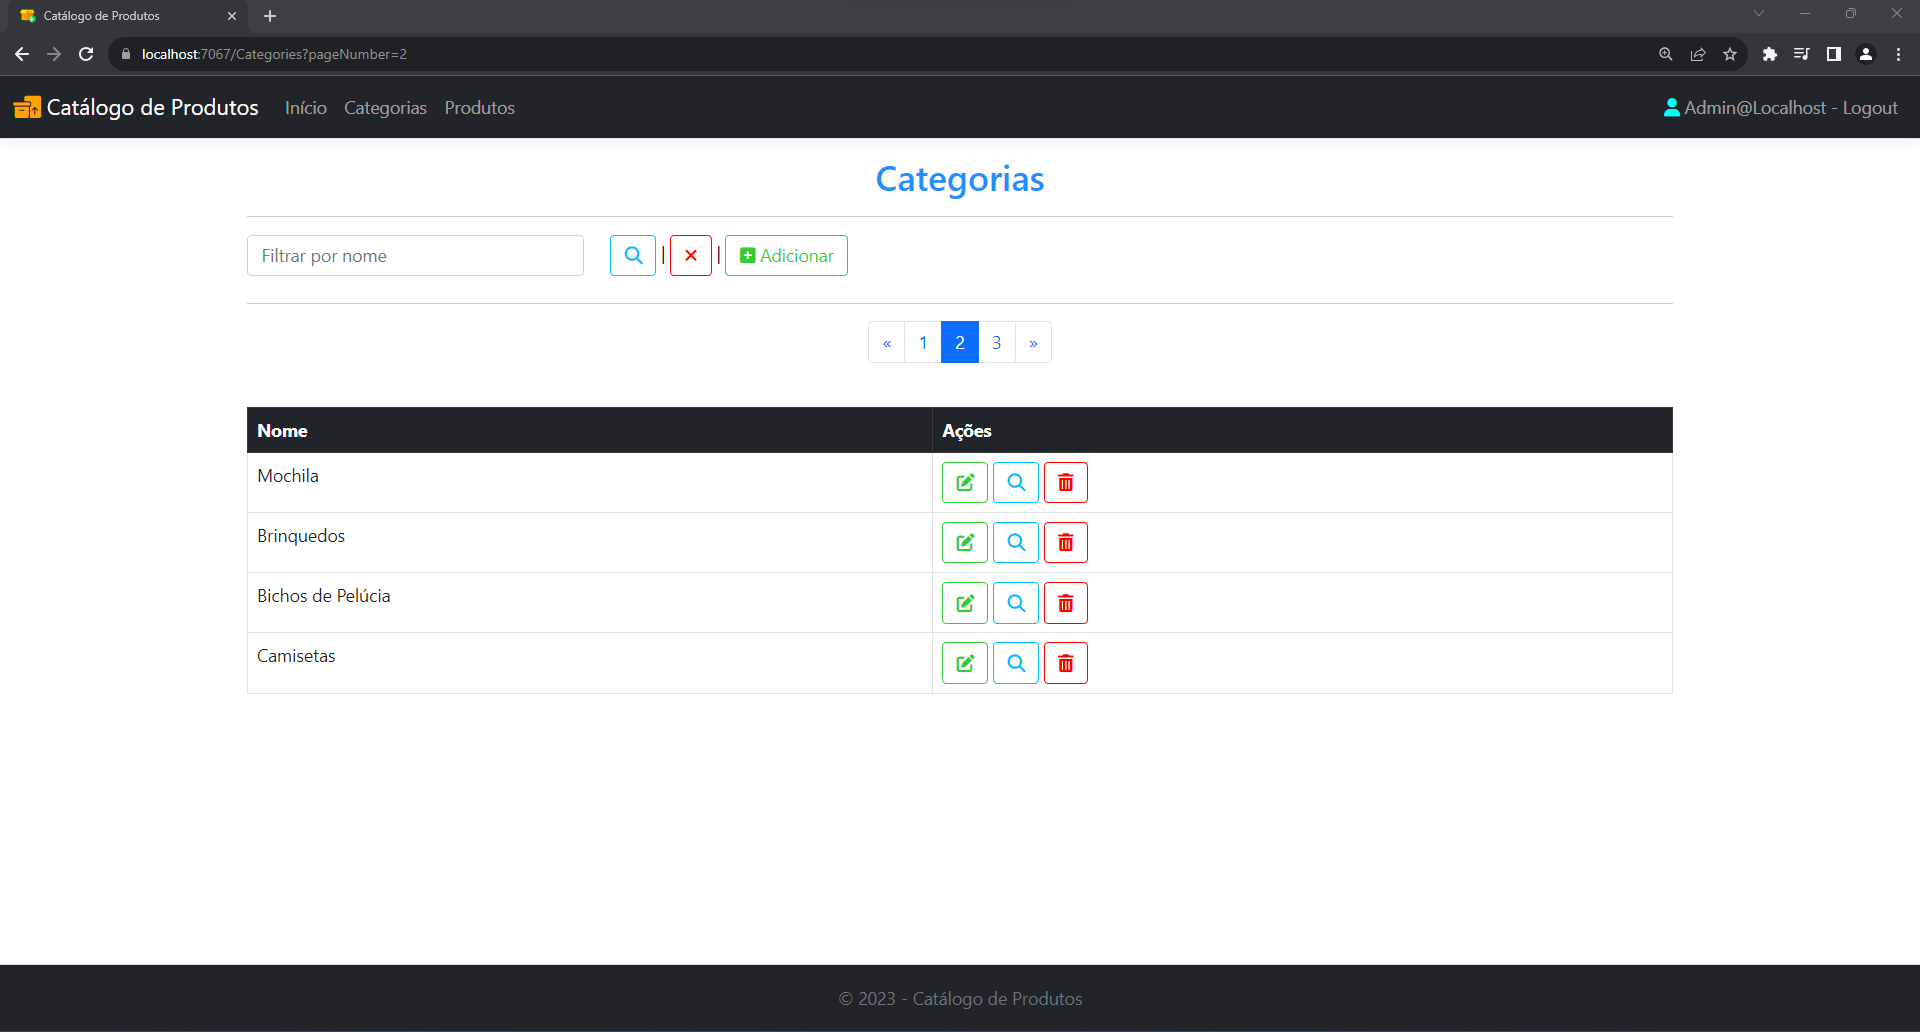 Catálogo de Produtos
localhost:7067/Categories?pageNumber=2
Catálogo de Produtos Início Categorias Produtos Admin@Localhost - Logout
Categorias
Filtrar por nome | | Adicionar
« 1 2 3 »
Nome Ações
Mochila
Brinquedos
Bichos de Pelúcia
Camisetas
© 2023 - Catálogo de Produtos